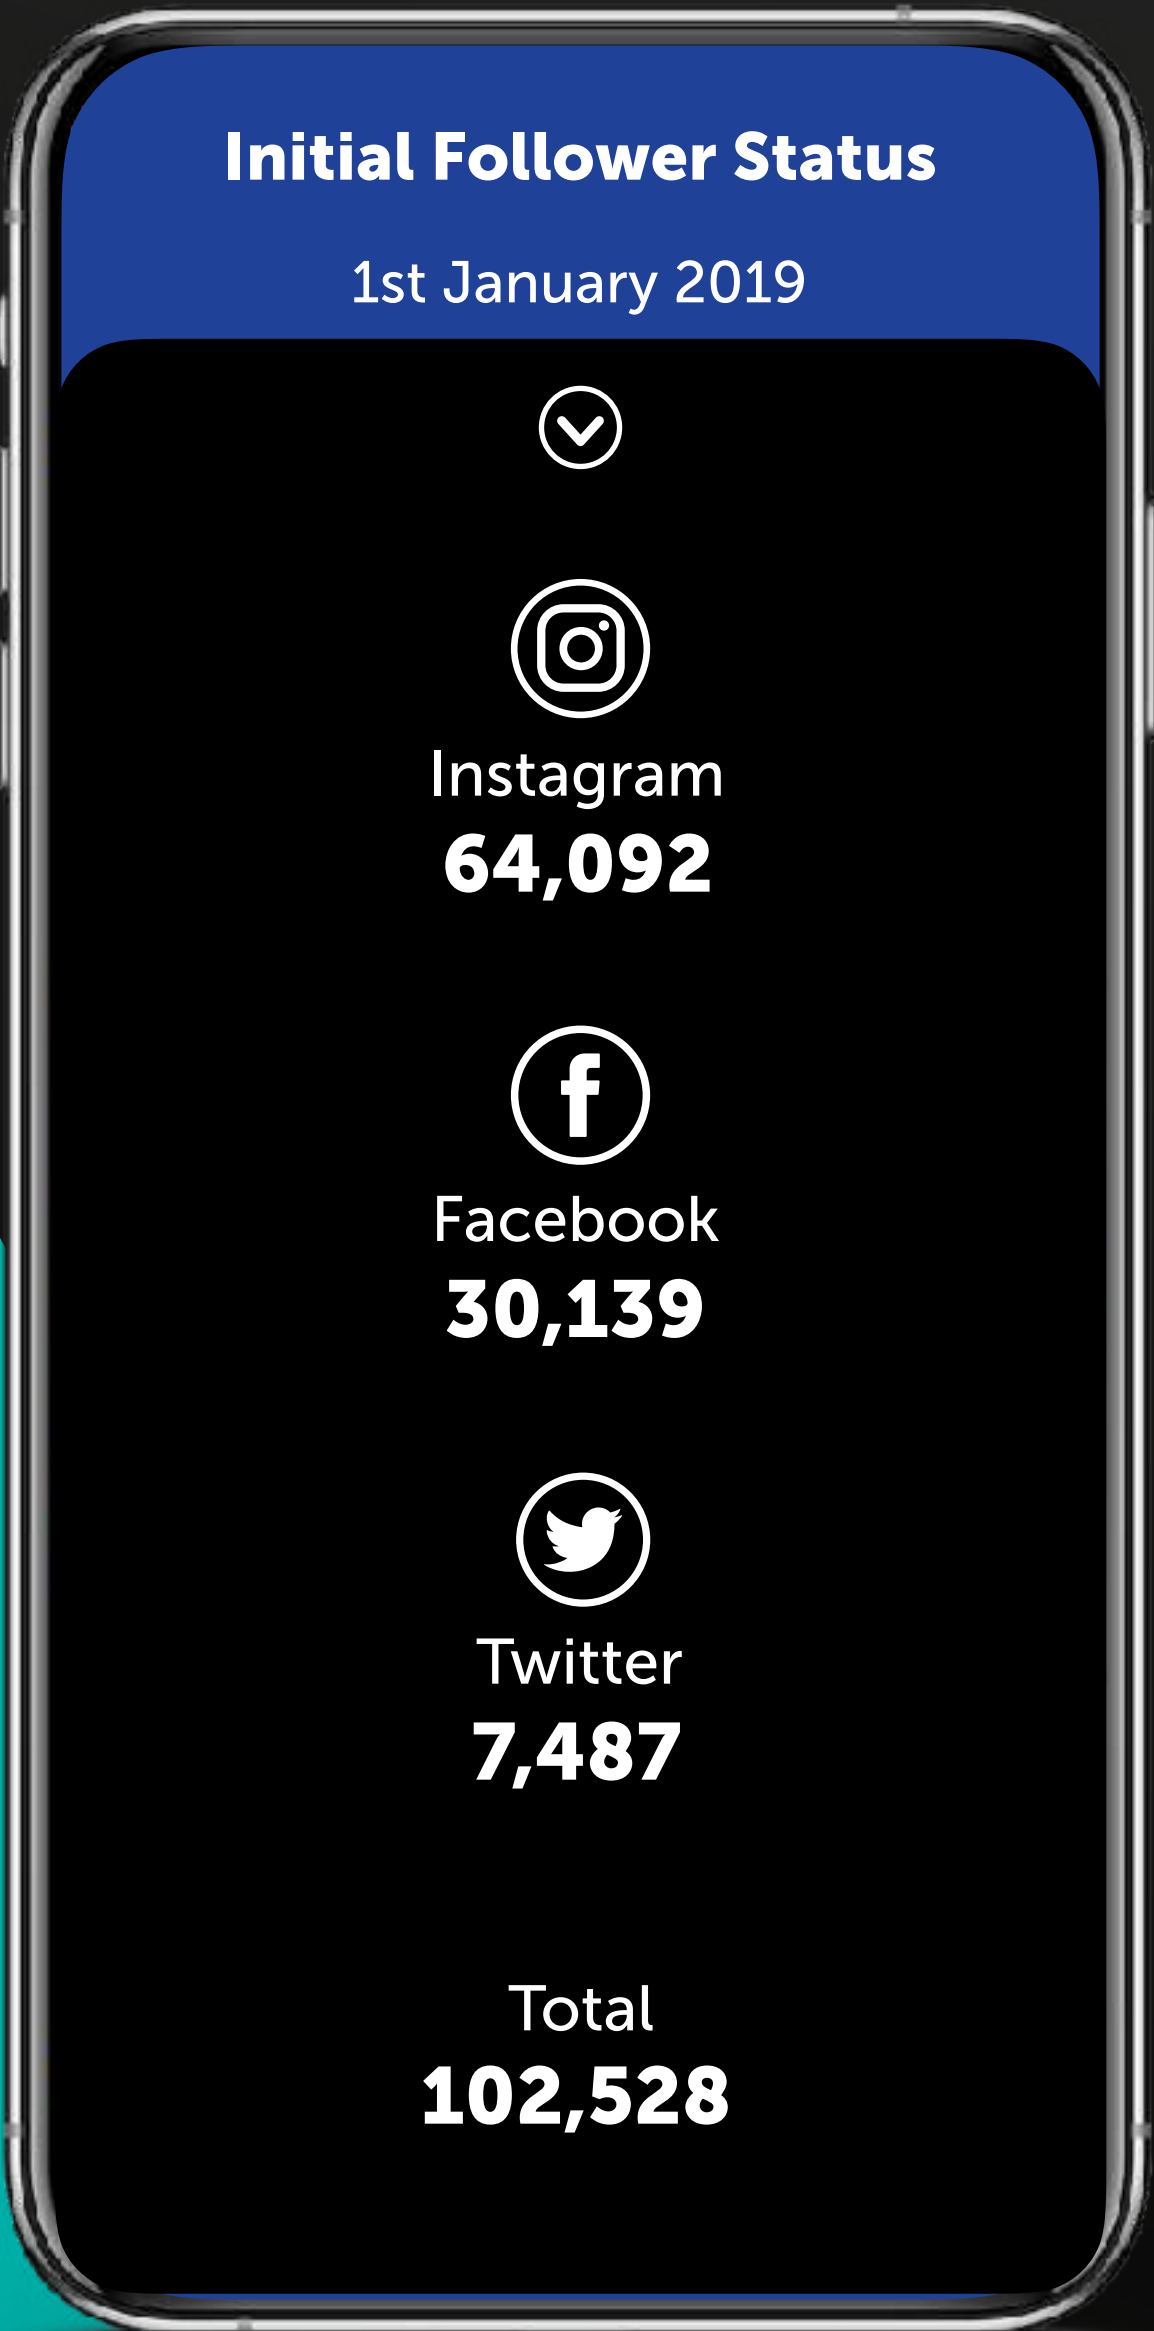 Initial Follower Status
1st January 2019
Instagram
64,092
Facebook
30,139
Twitter
7,487
Total
102,528